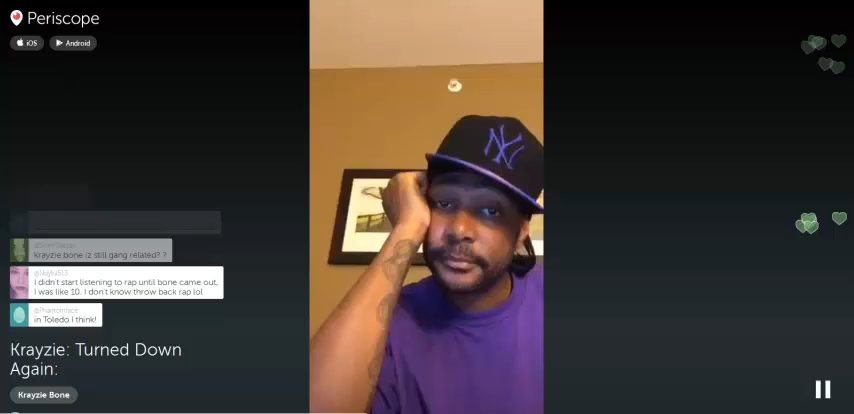 Periscope
iOS
Android
krayzie bone iz still gang related? ?
@Nayka513
I didn't start listening to rap until bone came out,
I was like 10. I don't know throw back rap lol
in Toledo I think!
Krayzie: Turned Down
Again:
Krayzie Bone
NY